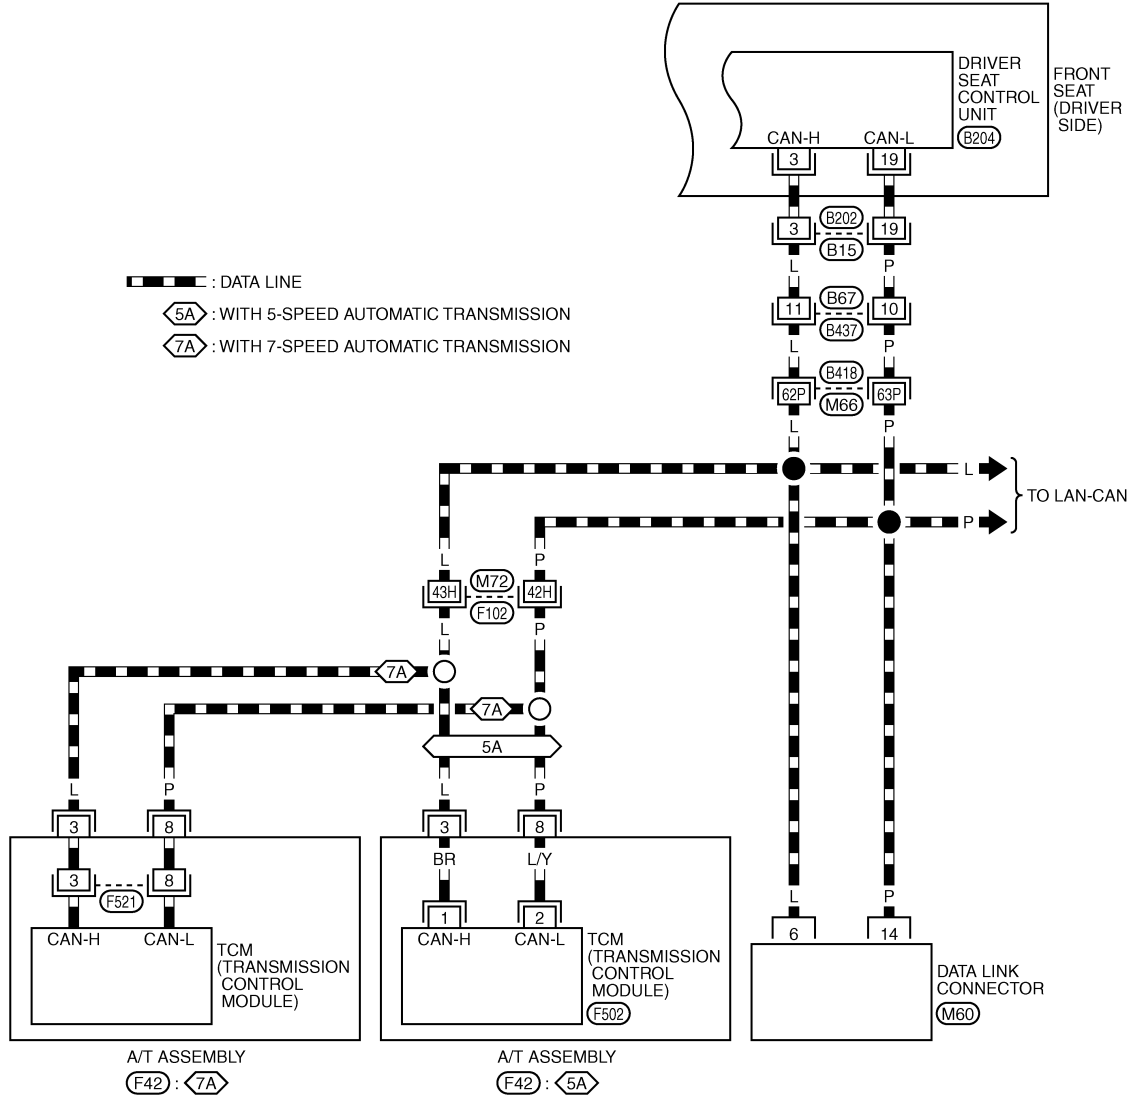 DRIVER
SEAT
CONTROL
UNIT
B204
FRONT
SEAT
(DRIVER
SIDE)
CAN-H
CAN-L
3
19
3
B202
B15
19
L
P
11
B67
B437
10
L
P
62P
B418
M66
63P
L
P
: DATA LINE
5A : WITH 5-SPEED AUTOMATIC TRANSMISSION
7A : WITH 7-SPEED AUTOMATIC TRANSMISSION
L
P
TO LAN-CAN
L
P
43H
M72
F102
42H
L
P
7A
7A
5A
L
P
L
P
3
8
3
8
BR
L/Y
3
F521
8
1
2
CAN-H
CAN-L
TCM
(TRANSMISSION
CONTROL
MODULE)
CAN-H
CAN-L
TCM
(TRANSMISSION
CONTROL
MODULE)
F502
L
P
6
14
DATA LINK
CONNECTOR
M60
A/T ASSEMBLY
F42 : 7A
A/T ASSEMBLY
F42 : 5A